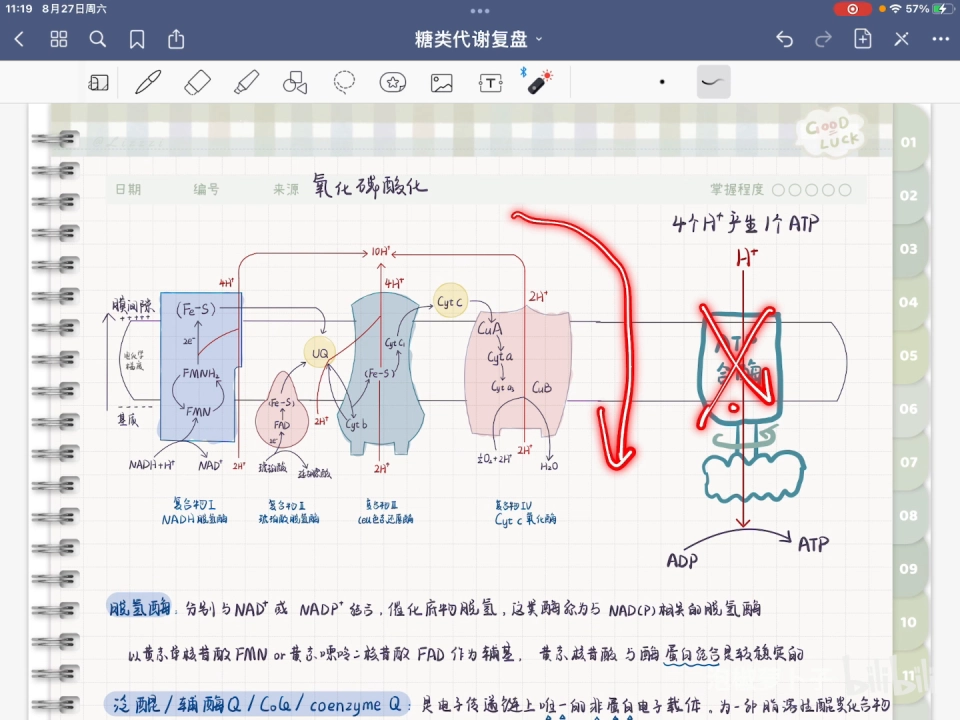 11:19 8月27日周六
57%
糖类代谢复盘
GOOD LUCK
01
日期 编号 来源 氧化磷酸化 掌握程度
02
4个H⁺产生1个ATP
03
10H⁺
H⁺
4H⁺
4H⁺
2H⁺
04
膜间隙
+++++
(Fe-S)
Cyt c
CuA
ATP
合酶
05
2E⁻
UQ
Cyt c₁
Cyt a
FMNH₂
(Fe-S)
Cyt a₃
CuB
06
基质
FMN
(Fe-S)
FAD
2H⁺
Cyt b
2E⁻
07
NADH+H⁺
NAD⁺
2H⁺
琥珀酸
延胡索酸
2H⁺
½O₂+2H⁺
2H⁺
H₂O
08
复合物I
NADH脱氢酶
复合物II
琥珀酸脱氢酶
复合物III
还原酶
复合物IV
Cyt c 氧化酶
ADP
ATP
09
脱氢酶：分别与NAD⁺或 NADP⁺结合，催化底物脱氢，这类酶称为与NAD(P)相关的脱氢酶
10
以黄素单核苷酸FMN or 黄素嘌呤二核苷酸FAD作为辅基，黄素核苷酸与酶蛋白结合是较稳定的
11
泛醌/辅酶Q/CoQ/coenzyme Q：是电子传递链上唯一的非蛋白电子载体。为一部脂溶性醌类化合物
bilibili